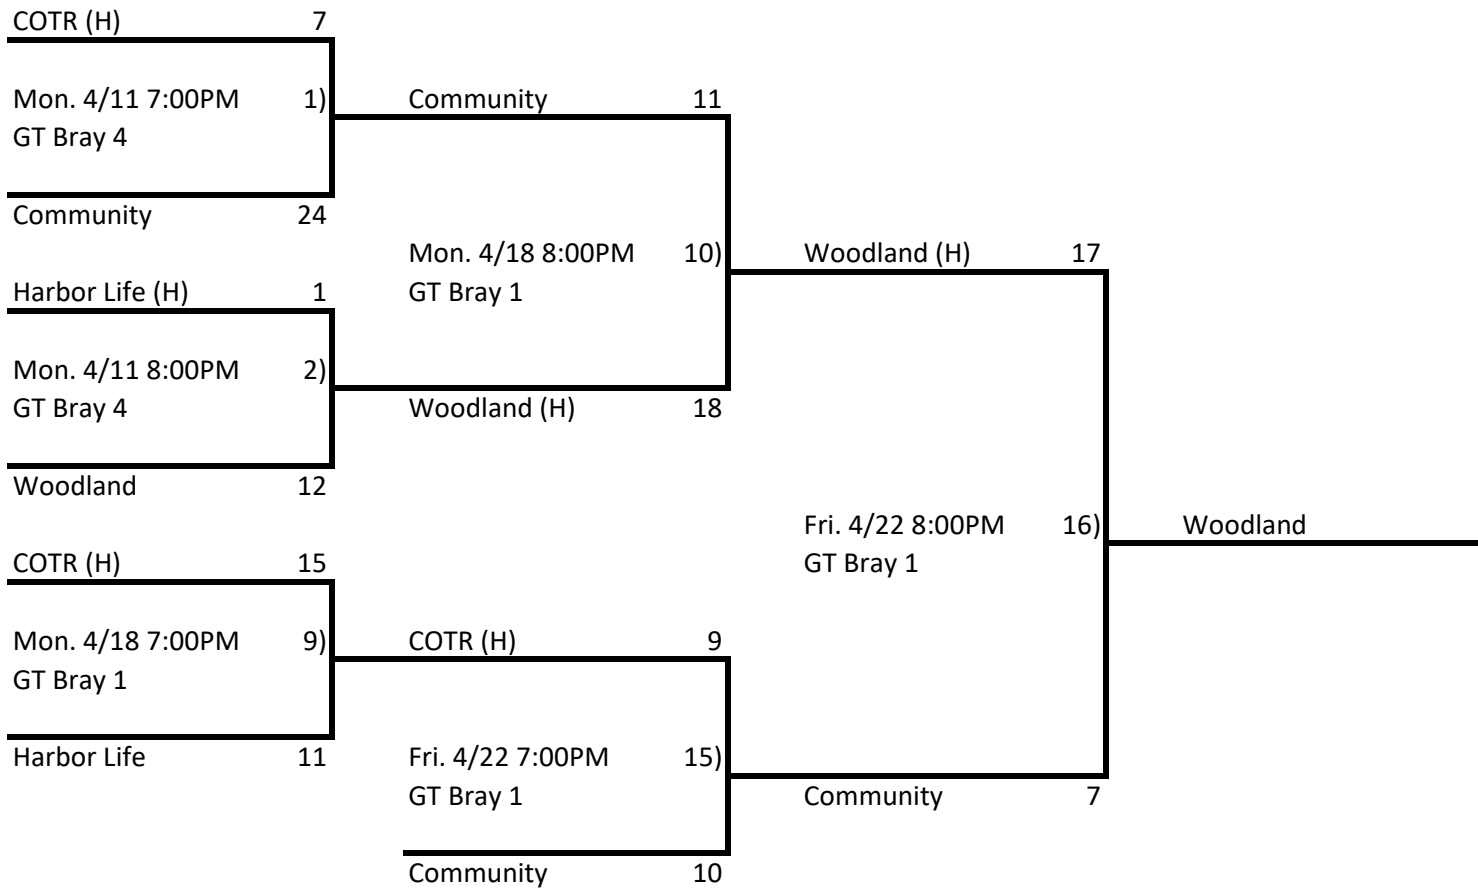 COTR (H) 7
Mon. 4/11 7:00PM 1) Community 11
GT Bray 4
Community 24
Mon. 4/18 8:00PM 10) Woodland (H) 17
Harbor Life (H) 1 GT Bray 1
Mon. 4/11 8:00PM 2)
GT Bray 4 Woodland (H) 18
Woodland 12
Fri. 4/22 8:00PM 16) Woodland
COTR (H) 15 GT Bray 1
Mon. 4/18 7:00PM 9) COTR (H) 9
GT Bray 1
Harbor Life 11 Fri. 4/22 7:00PM 15)
GT Bray 1 Community 7
Community 10